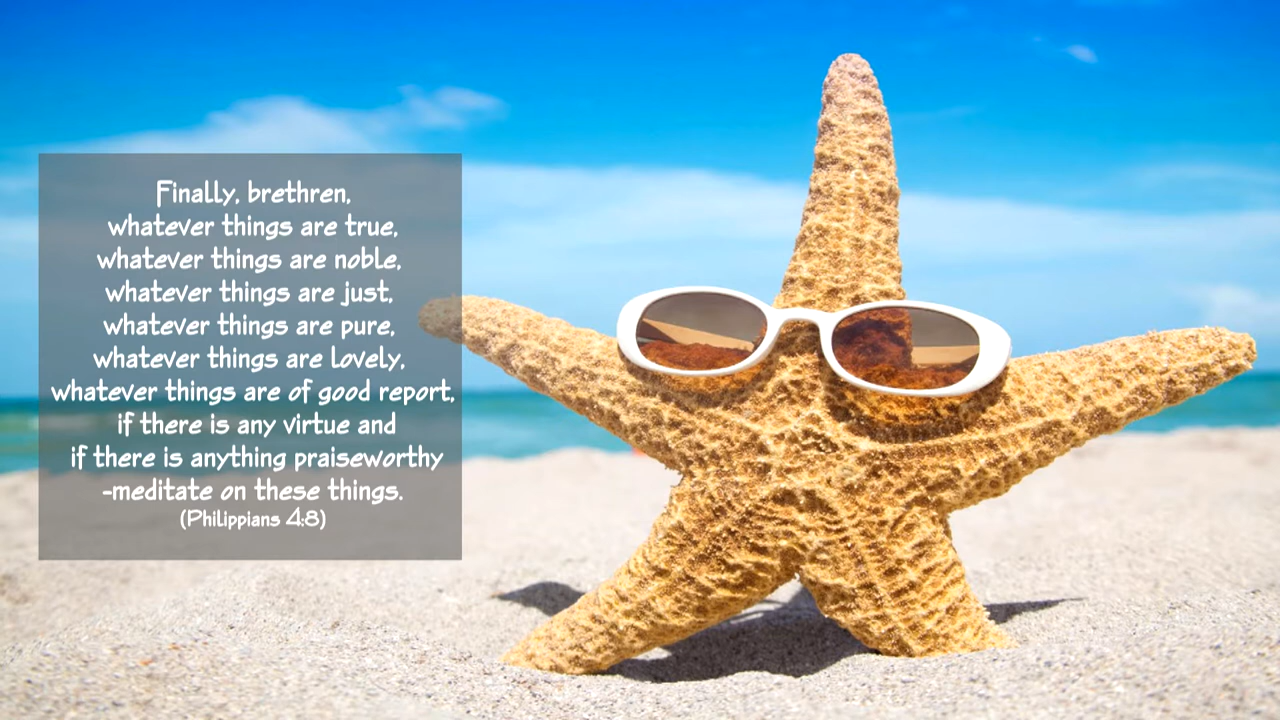 Finally, brethren,
whatever things are true,
whatever things are noble,
whatever things are just,
whatever things are pure,
whatever things are lovely,
whatever things are of good report,
if there is any virtue and
if there is anything praiseworthy
-meditate on these things.
(Philippians 4:8)